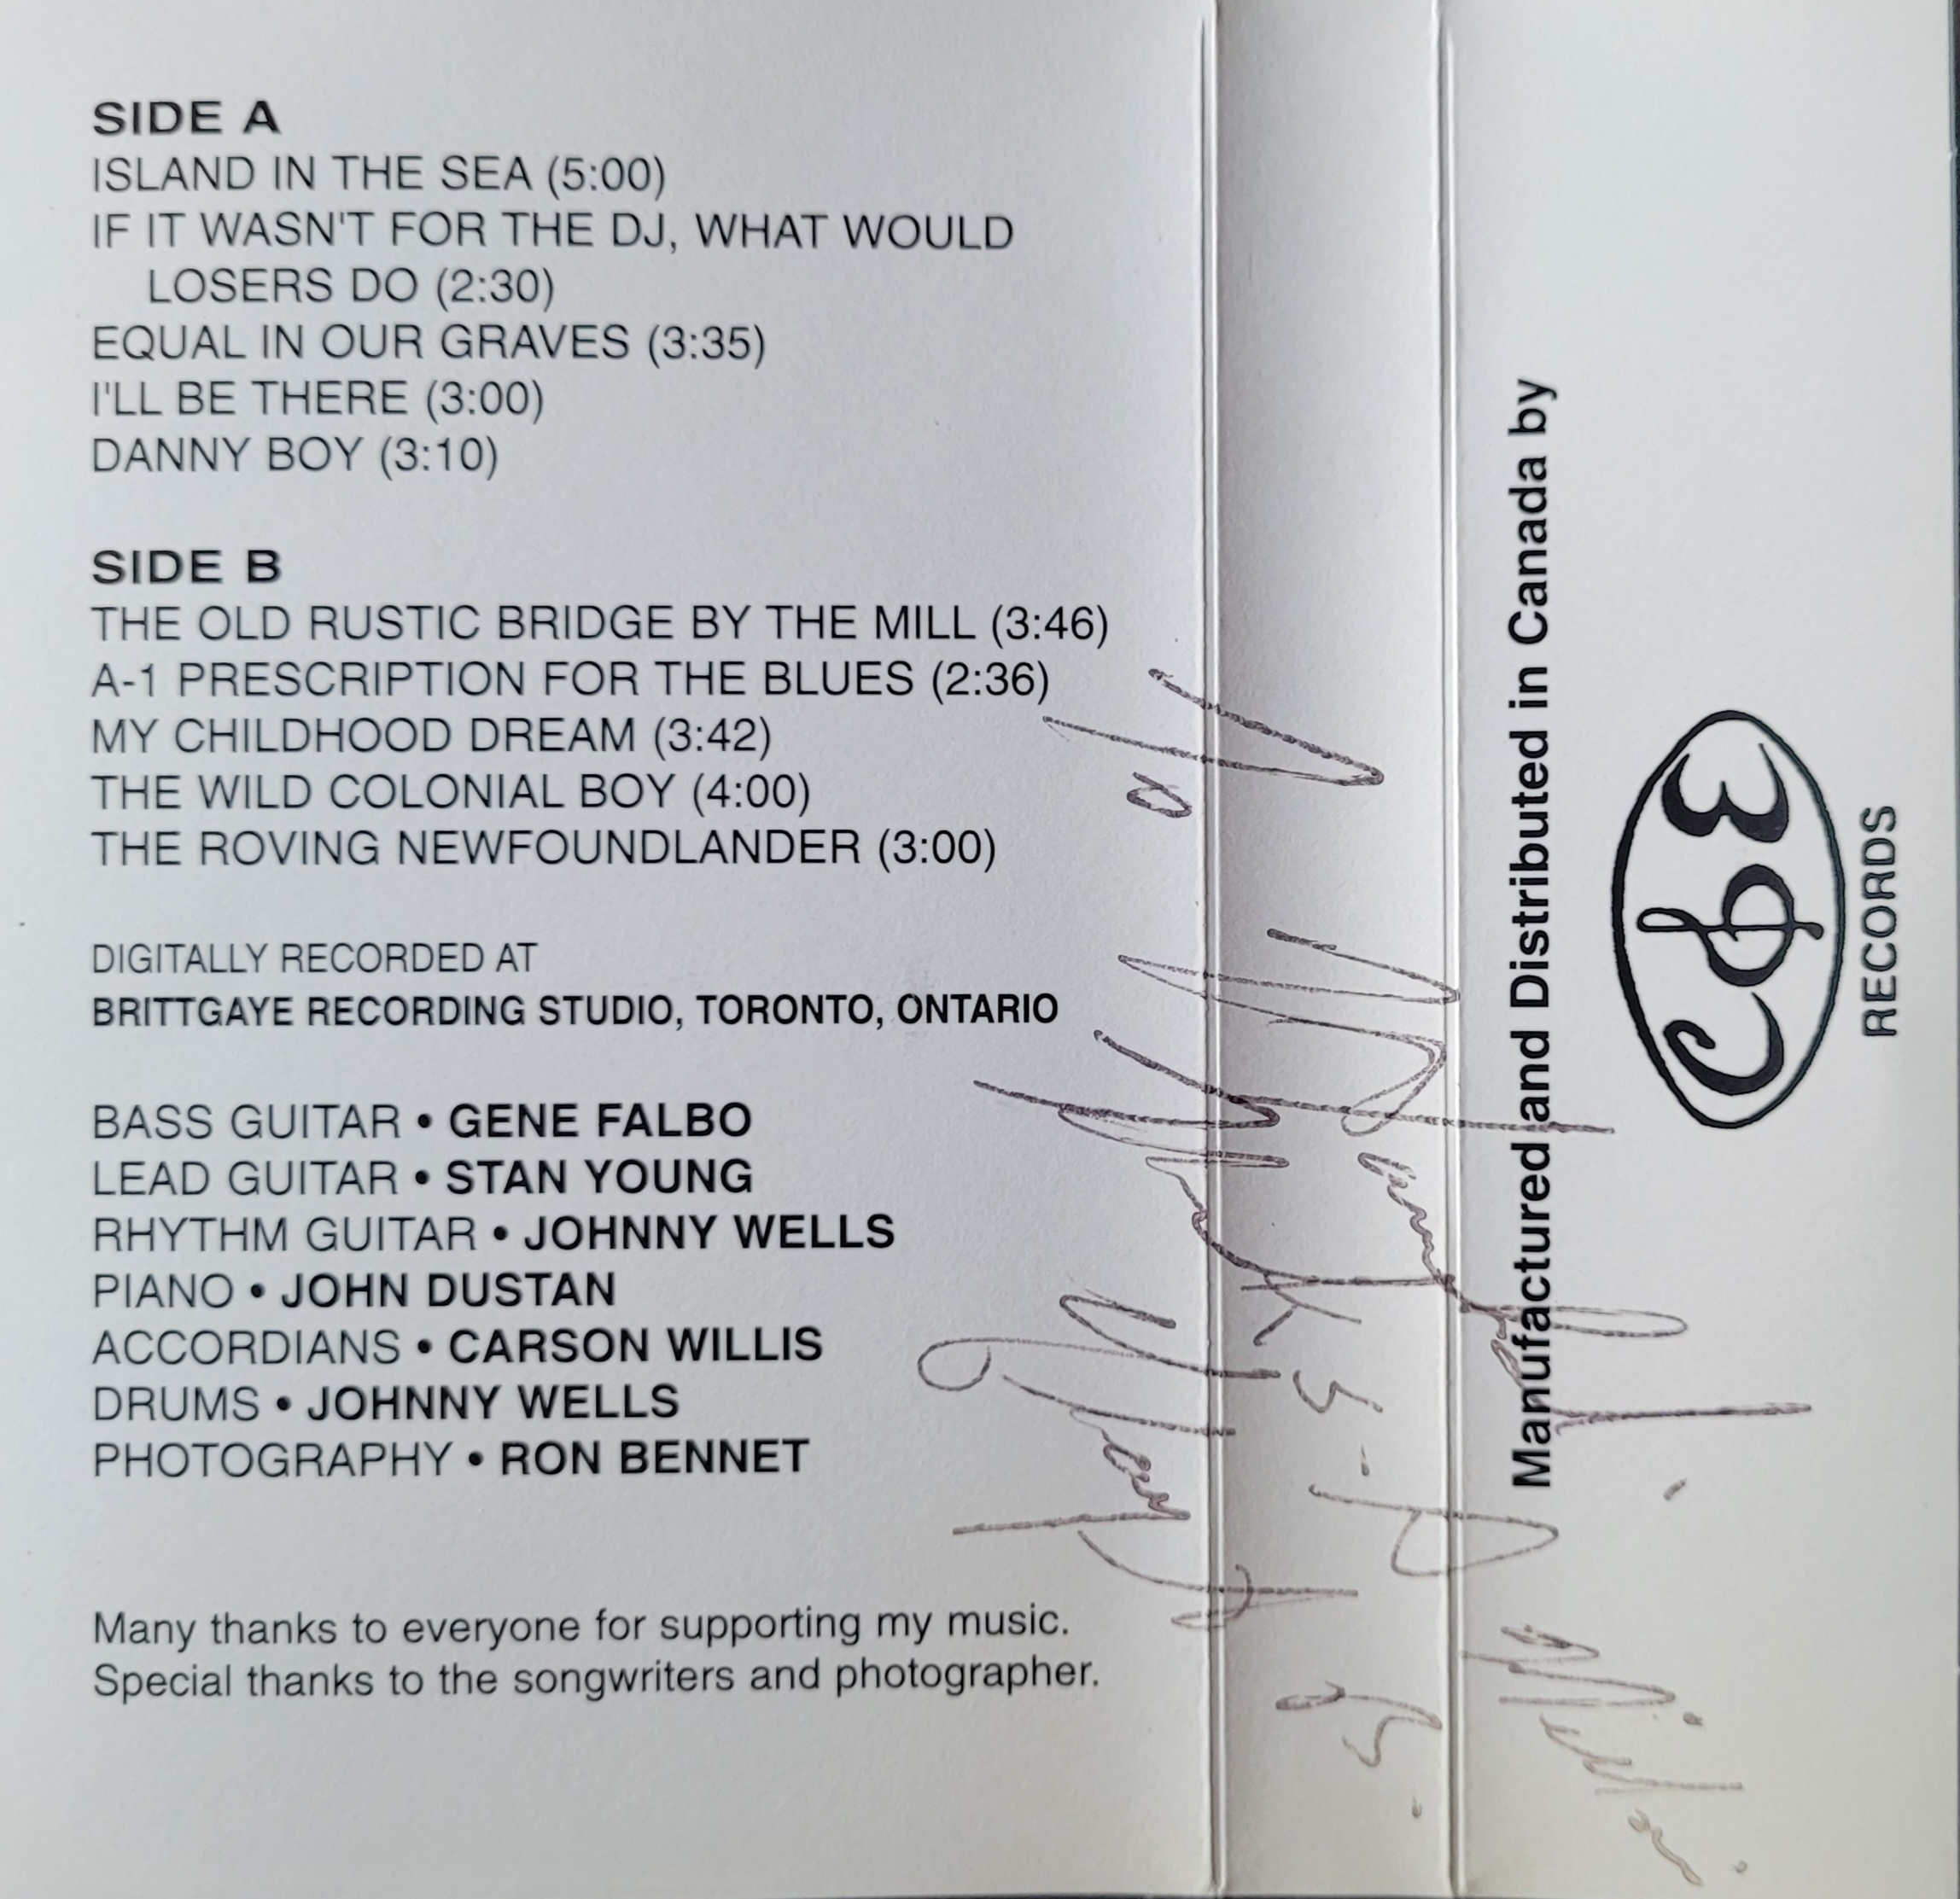 SIDE A
ISLAND IN THE SEA (5:00)
IF IT WASN'T FOR THE DJ, WHAT WOULD
LOSERS DO (2:30)
EQUAL IN OUR GRAVES (3:35)
I'LL BE THERE (3:00)
DANNY BOY (3:10)
SIDE B
THE OLD RUSTIC BRIDGE BY THE MILL (3:46)
A-1 PRESCRIPTION FOR THE BLUES (2:36)
MY CHILDHOOD DREAM (3:42)
THE WILD COLONIAL BOY (4:00)
THE ROVING NEWFOUNDLANDER (3:00)
DIGITALLY RECORDED AT
BRITTGAYE RECORDING STUDIO, TORONTO, ONTARIO
BASS GUITAR • GENE FALBO
LEAD GUITAR • STAN YOUNG
RHYTHM GUITAR • JOHNNY WELLS
PIANO • JOHN DUSTAN
ACCORDIANS • CARSON WILLIS
DRUMS • JOHNNY WELLS
PHOTOGRAPHY • RON BENNET
Many thanks to everyone for supporting my music.
Special thanks to the songwriters and photographer.
Manufactured and Distributed in Canada by
RECORDS